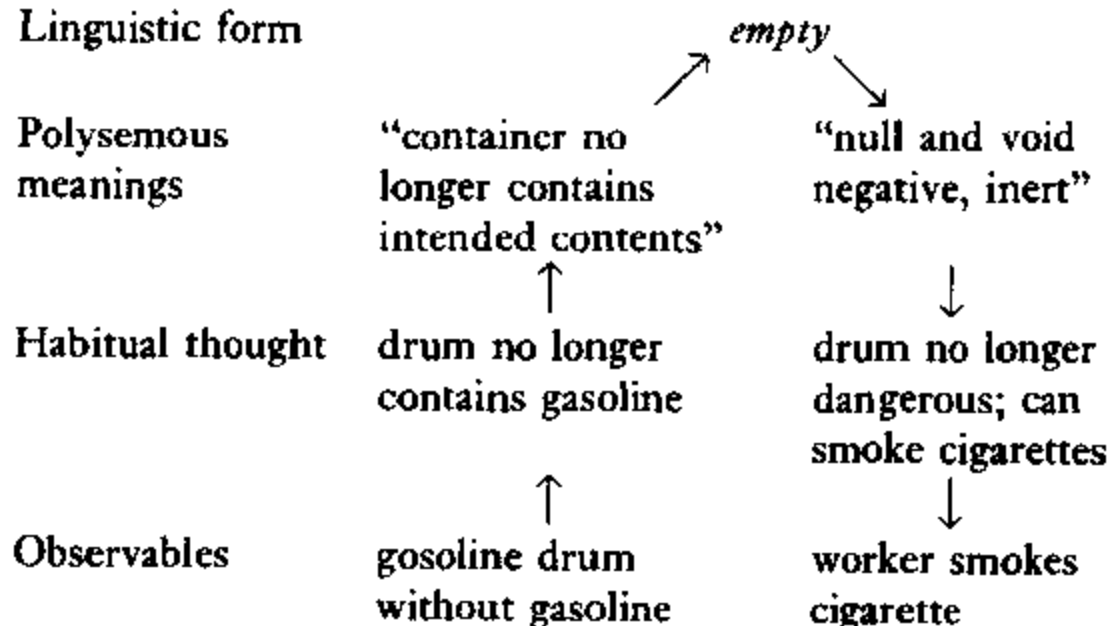 Linguistic form empty
Polysemous “container no “null and void
meanings longer contains negative, inert”
intended contents”
Habitual thought drum no longer drum no longer
contains gasoline dangerous; can
smoke cigarettes
Observables gosoline drum worker smokes
without gasoline cigarette